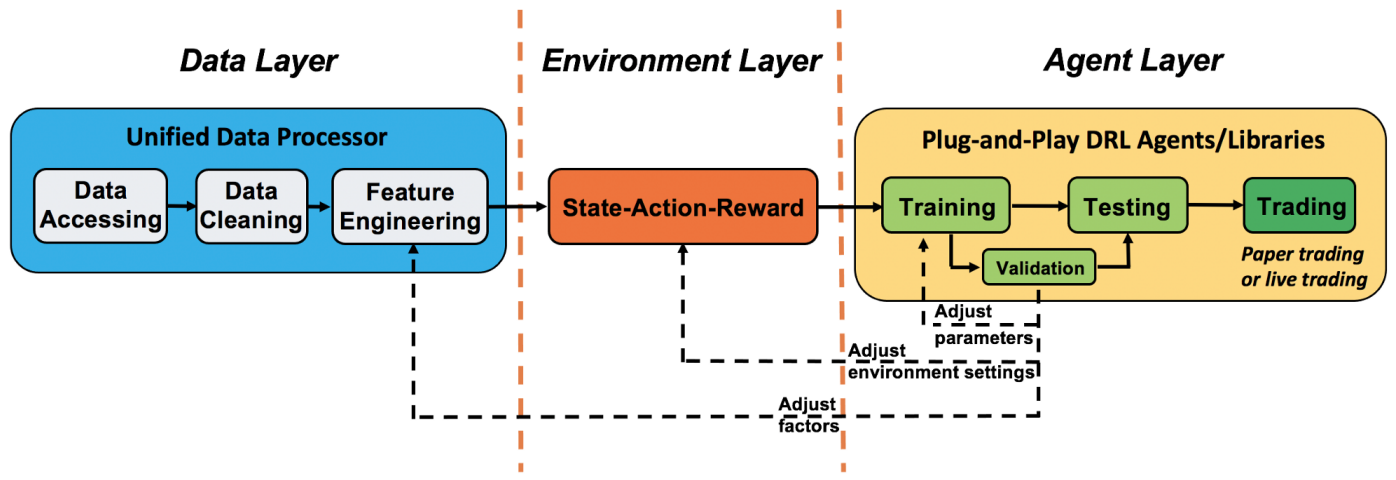 Data Layer
Environment Layer
Agent Layer
Unified Data Processor
Data
Accessing
Data
Cleaning
Feature
Engineering
State-Action-Reward
Plug-and-Play DRL Agents/Libraries
Training
Testing
Trading
Validation
Paper trading
or live trading
Adjust
parameters
Adjust
environment settings
Adjust
factors